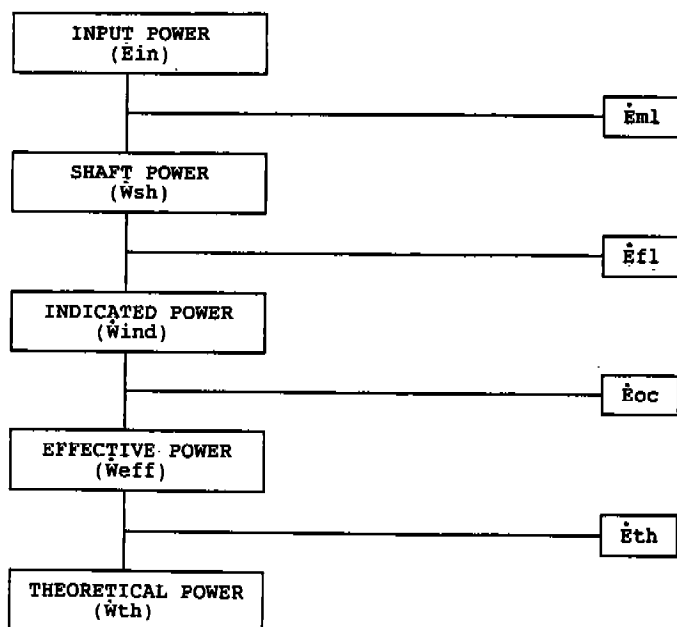 INPUT POWER
(Ėin)
Ėml
SHAFT POWER
(Ẇsh)
Ėfl
INDICATED POWER
(Ẇind)
Ėoc
EFFECTIVE POWER
(Ẇeff)
Ėth
THEORETICAL POWER
(Ẇth)